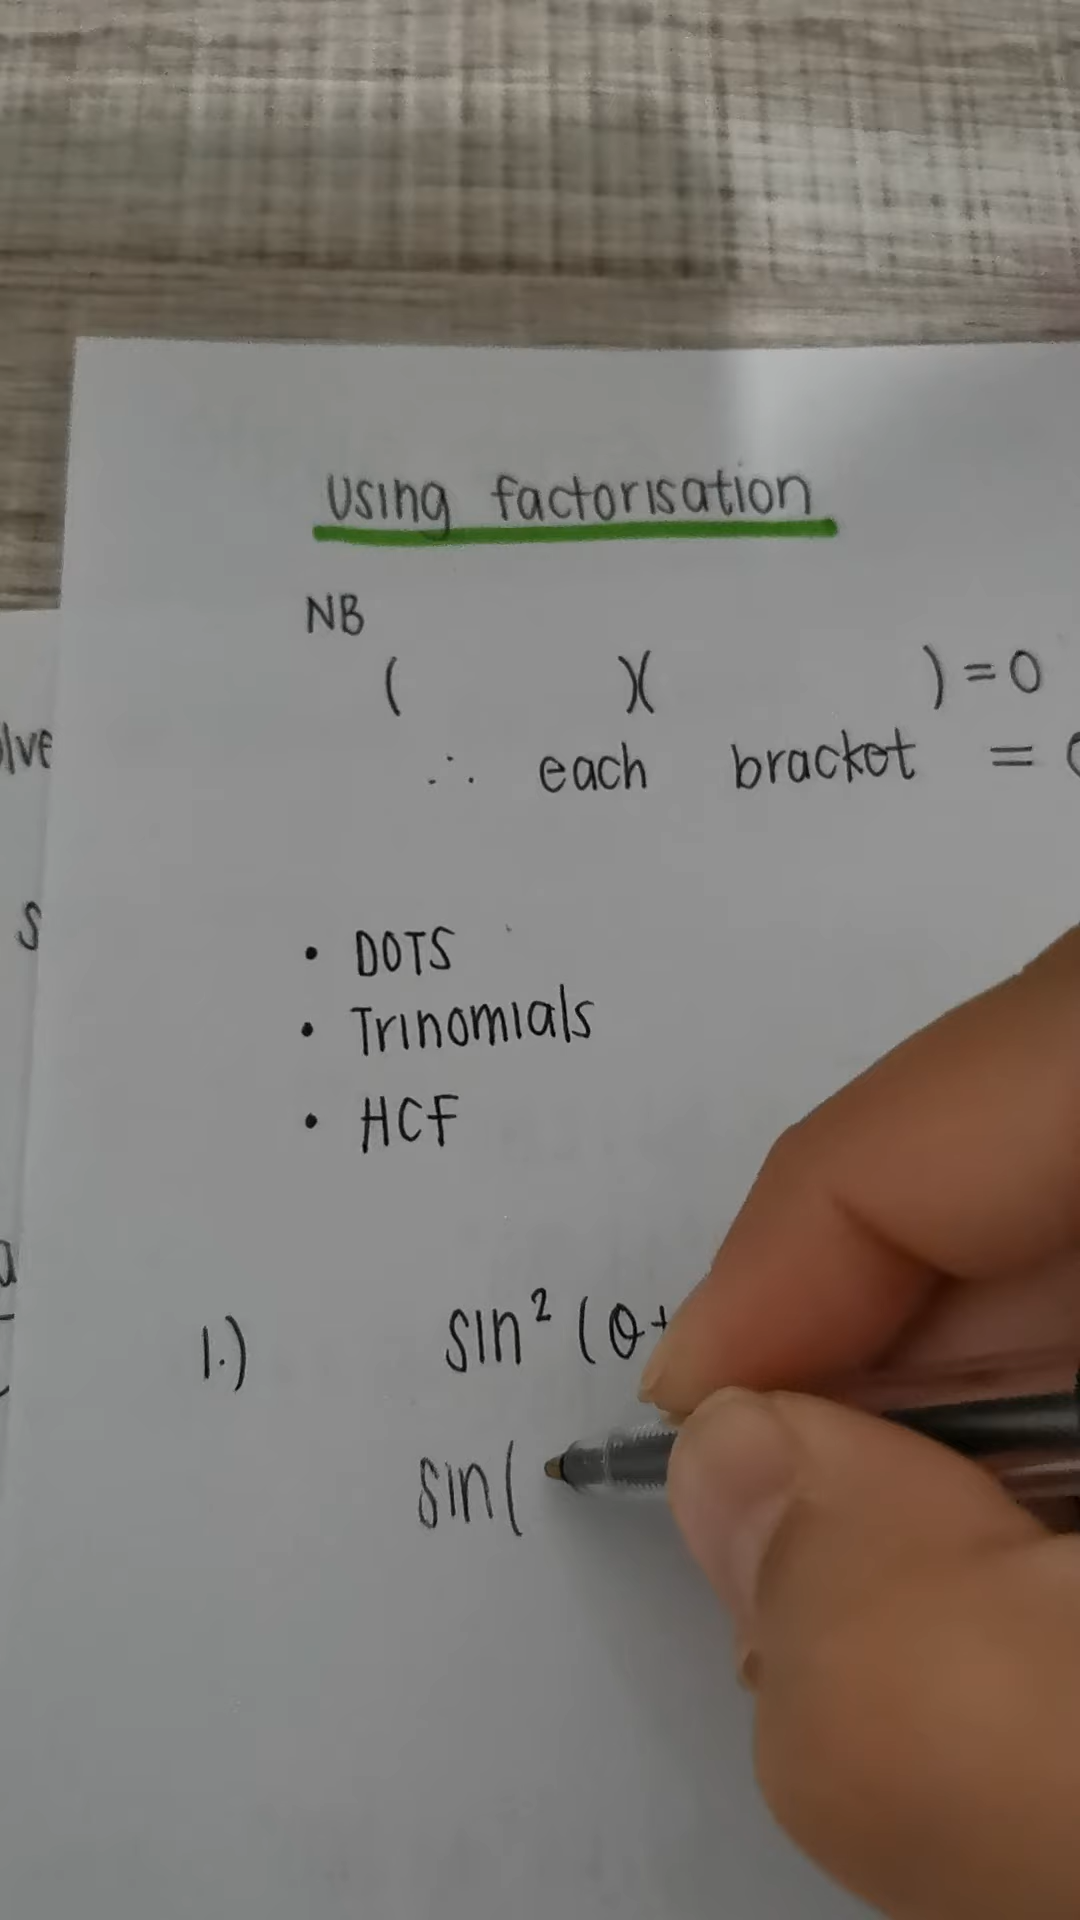 Using factorisation
NB
( )( ) = 0
∴ each bracket =
• DOTS
• Trinomials
• HCF
1.) sin² (θ+
sin(